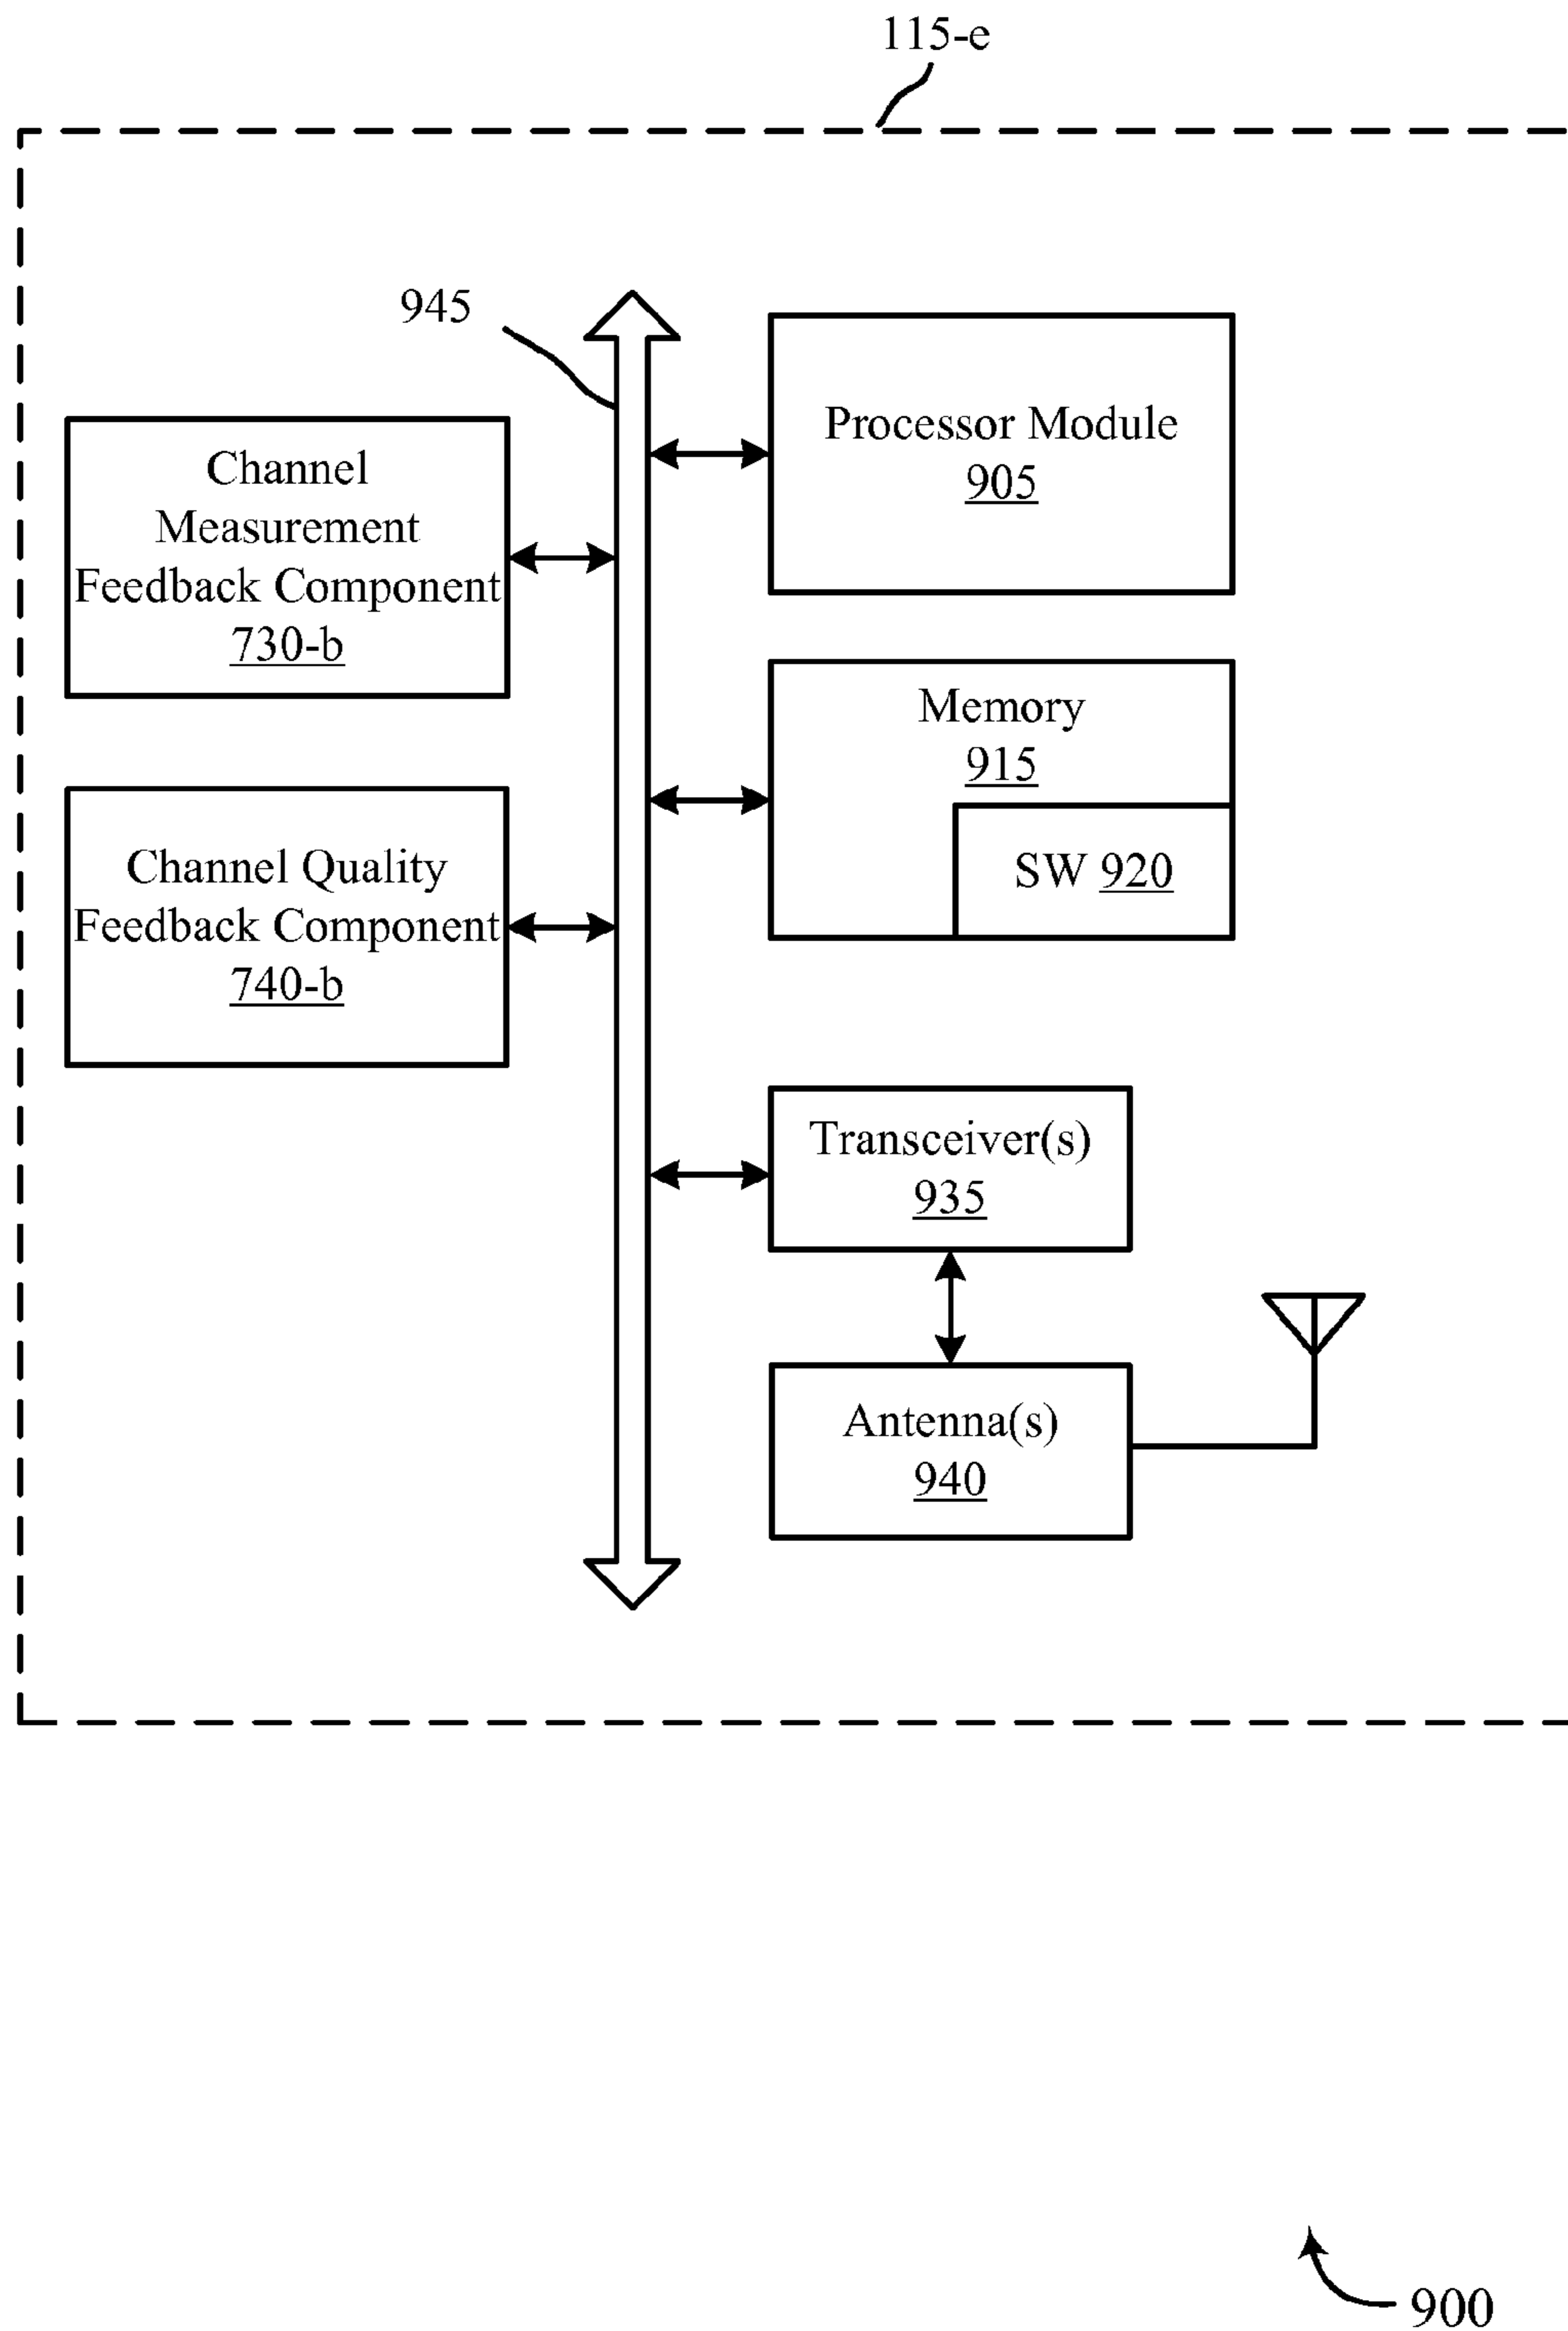 115-e
945
Processor Module
905
Channel
Measurement
Feedback Component
730-b
Memory
915
SW 920
Channel Quality
Feedback Component
740-b
Transceiver(s)
935
Antenna(s)
940
900